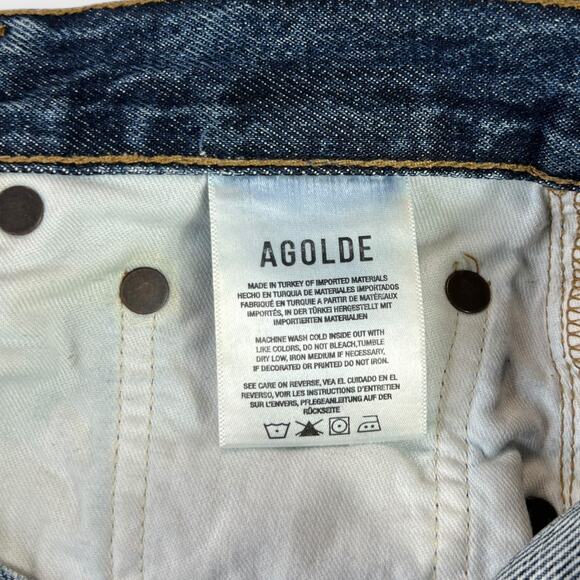 AGOLDE
MADE IN TURKEY OF IMPORTED MATERIALS
HECHO EN TURQUIA DE MATERIALES IMPORTADOS
FABRIQUÉ EN TURQUIE A PARTIR DE MATÉRIAUX
IMPORTÉS, IN DER TÜRKEI HERGESTELLT MIT
IMPORTIERTEN MATERIALIEN
MACHINE WASH COLD INSIDE OUT WITH
LIKE COLORS, DO NOT BLEACH,TUMBLE
DRY LOW, IRON MEDIUM IF NECESSARY,
IF DECORATED OR PRINTED DO NOT IRON.
SEE CARE ON REVERSE, VEA EL CUIDADO EN EL
REVERSO, VOIR LES INSTRUCTIONS D'ENTRETIEN
SUR L'ENVERS, PFLEGEANLEITUNG AUF DER
RÜCKSEITE